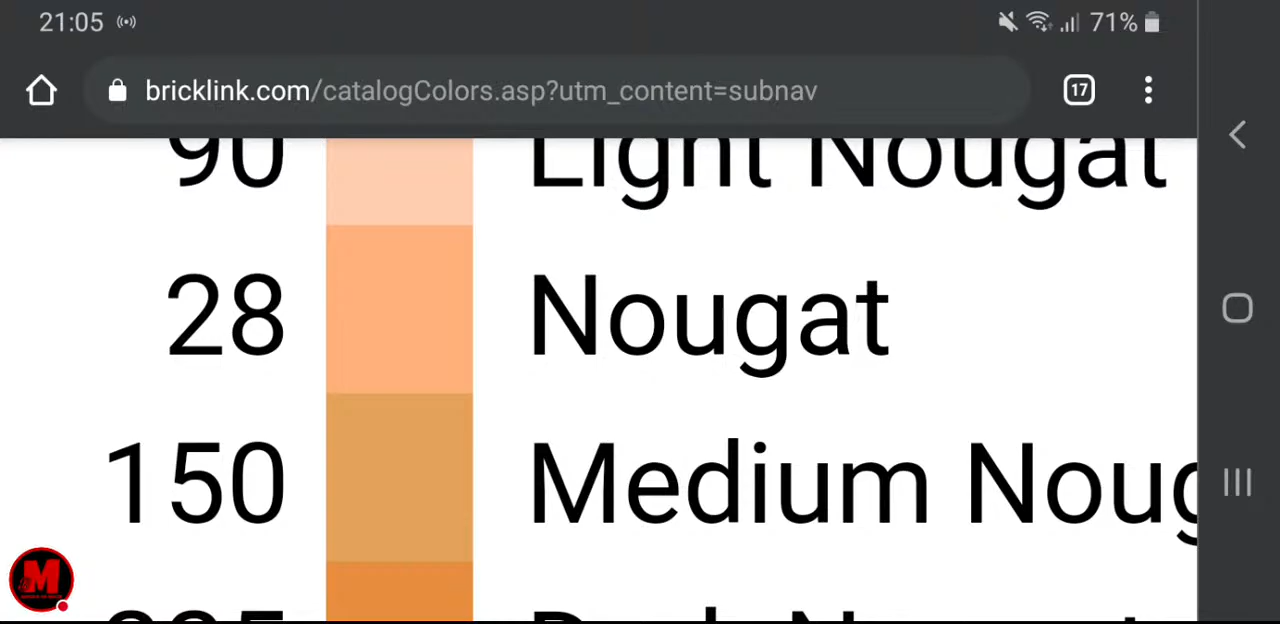 21:05 71%
bricklink.com/catalogColors.asp?utm_content=subnav 17
90 Light Nougat
28 Nougat
150 Medium Noug
M